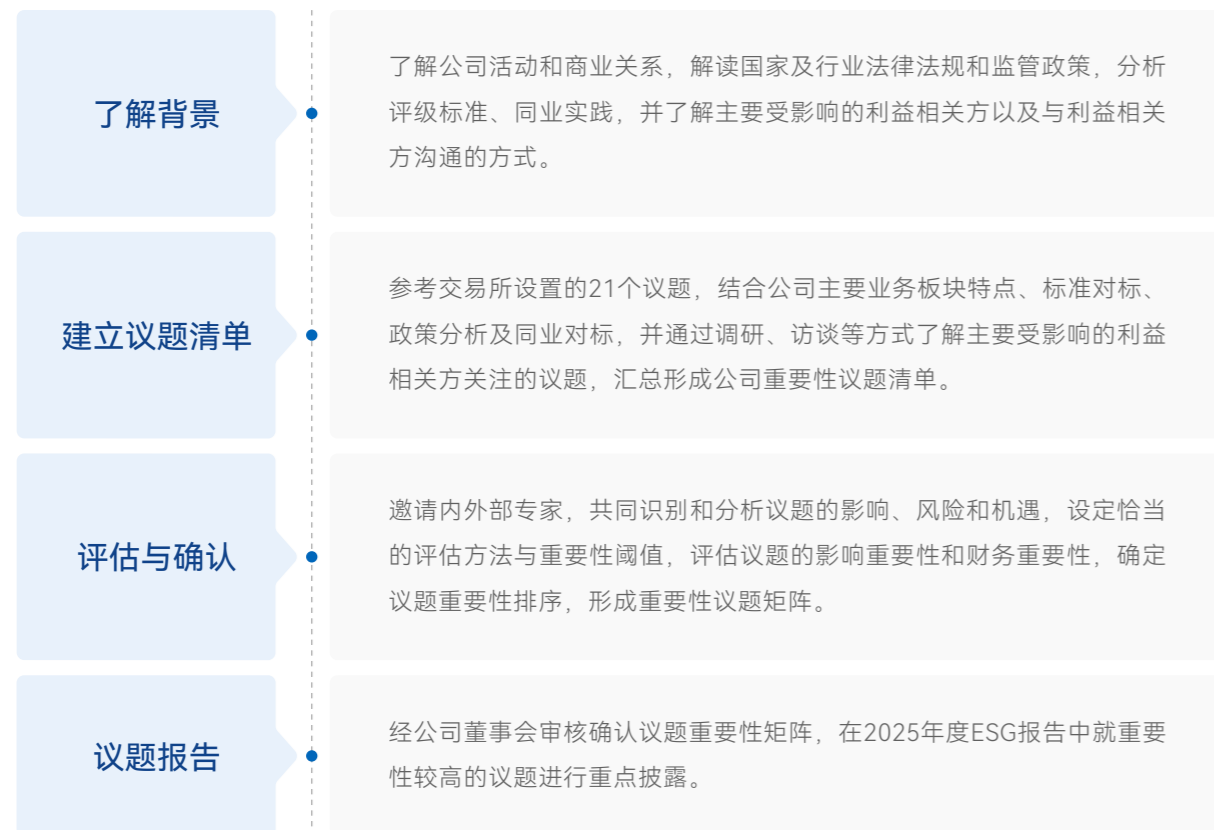 了解背景
了解公司活动和商业关系，解读国家及行业法律法规和监管政策，分析
评级标准、同业实践，并了解主要受影响的利益相关方以及与利益相关
方沟通的方式。
建立议题清单
参考交易所设置的21个议题，结合公司主要业务板块特点、标准对标、
政策分析及同业对标，并通过调研、访谈等方式了解主要受影响的利益
相关方关注的议题，汇总形成公司重要性议题清单。
评估与确认
邀请内外部专家，共同识别和分析议题的影响、风险和机遇，设定恰当
的评估方法与重要性阈值，评估议题的影响重要性和财务重要性，确定
议题重要性排序，形成重要性议题矩阵。
议题报告
经公司董事会审核确认议题重要性矩阵，在2025年度ESG报告中就重要
性较高的议题进行重点披露。